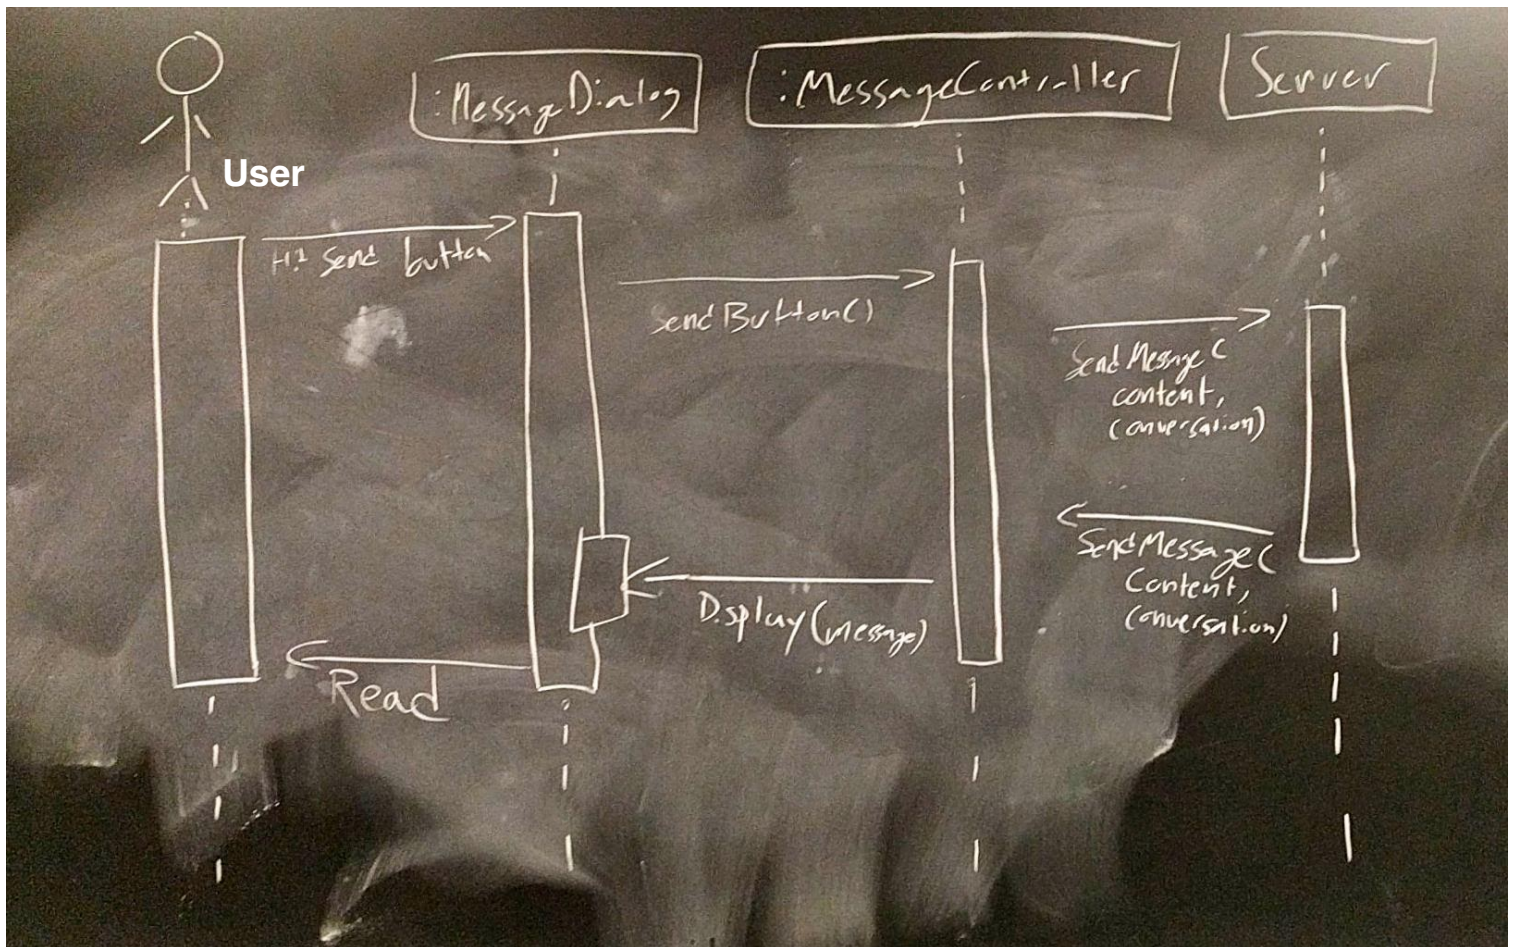 :MessageDialog
:MessageController
Server
User
Hit Send button
SendButton()
SendMessage(
content,
conversation)
SendMessage(
Content,
conversation)
Display(message)
Read